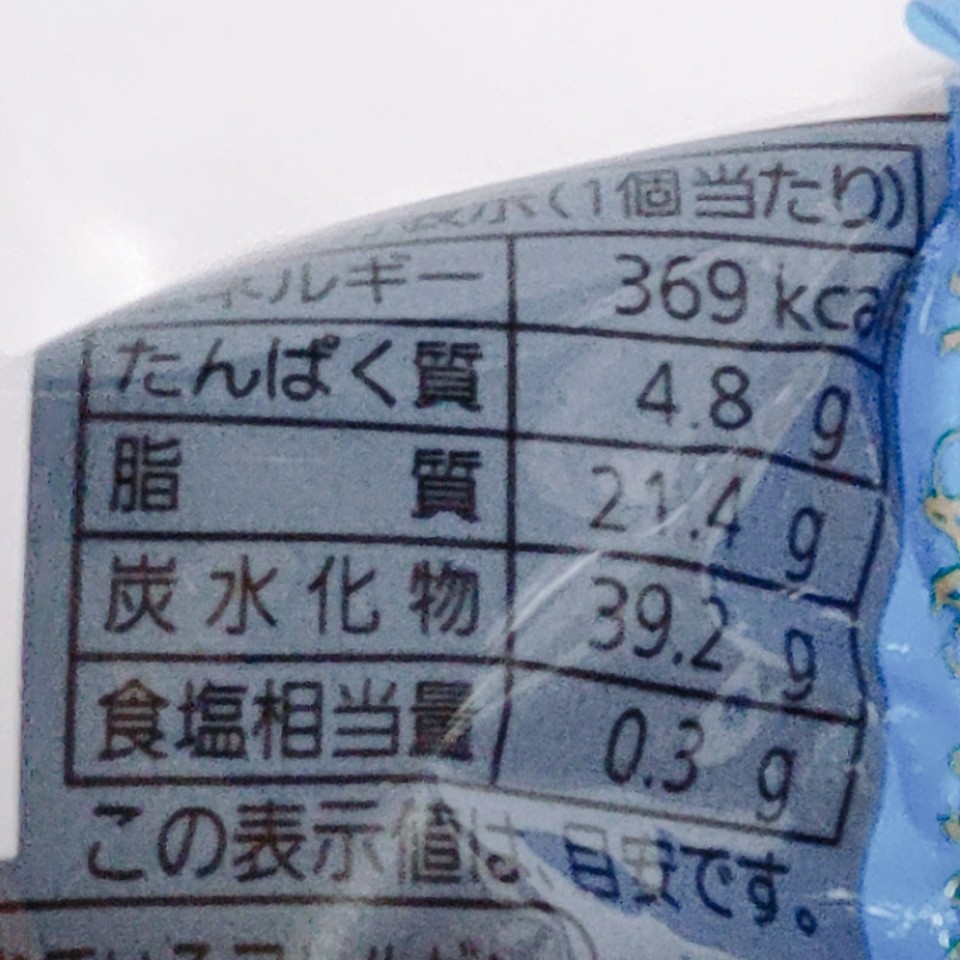 表示(1個当たり)
ネルギー 369 kca
たんぱく質 4.8 g
脂質 21.4 g
炭水化物 39.2 g
食塩相当量 0.3 g
この表示値は、目安です。